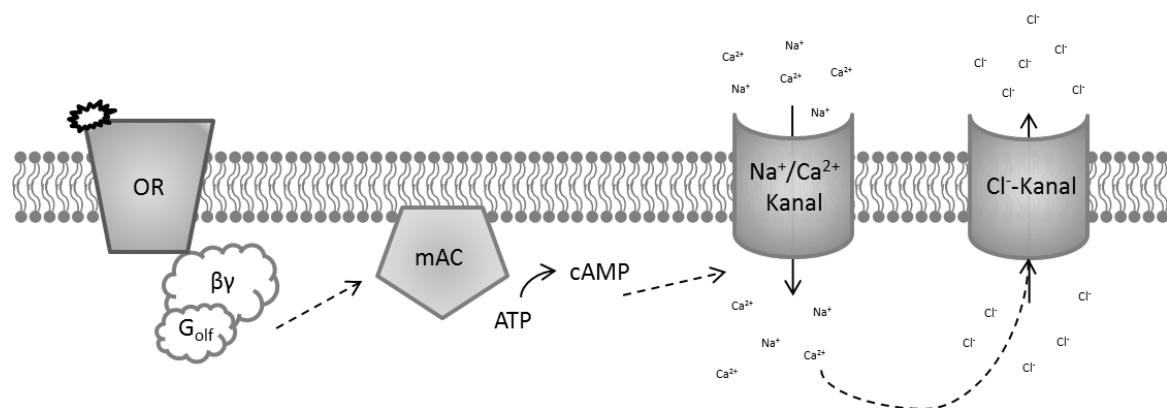 OR
βγ
Golf
mAC
ATP
cAMP
Ca²⁺
Na⁺
Na⁺
Ca²⁺
Ca²⁺
Na⁺
Na⁺/Ca²⁺
Kanal
Ca²⁺
Na⁺
Na⁺
Ca²⁺
Ca²⁺
Cl⁻
Cl⁻
Cl⁻
Cl⁻
Cl⁻
Cl⁻
Cl⁻-Kanal
Cl⁻
Cl⁻
Cl⁻
Cl⁻
Cl⁻